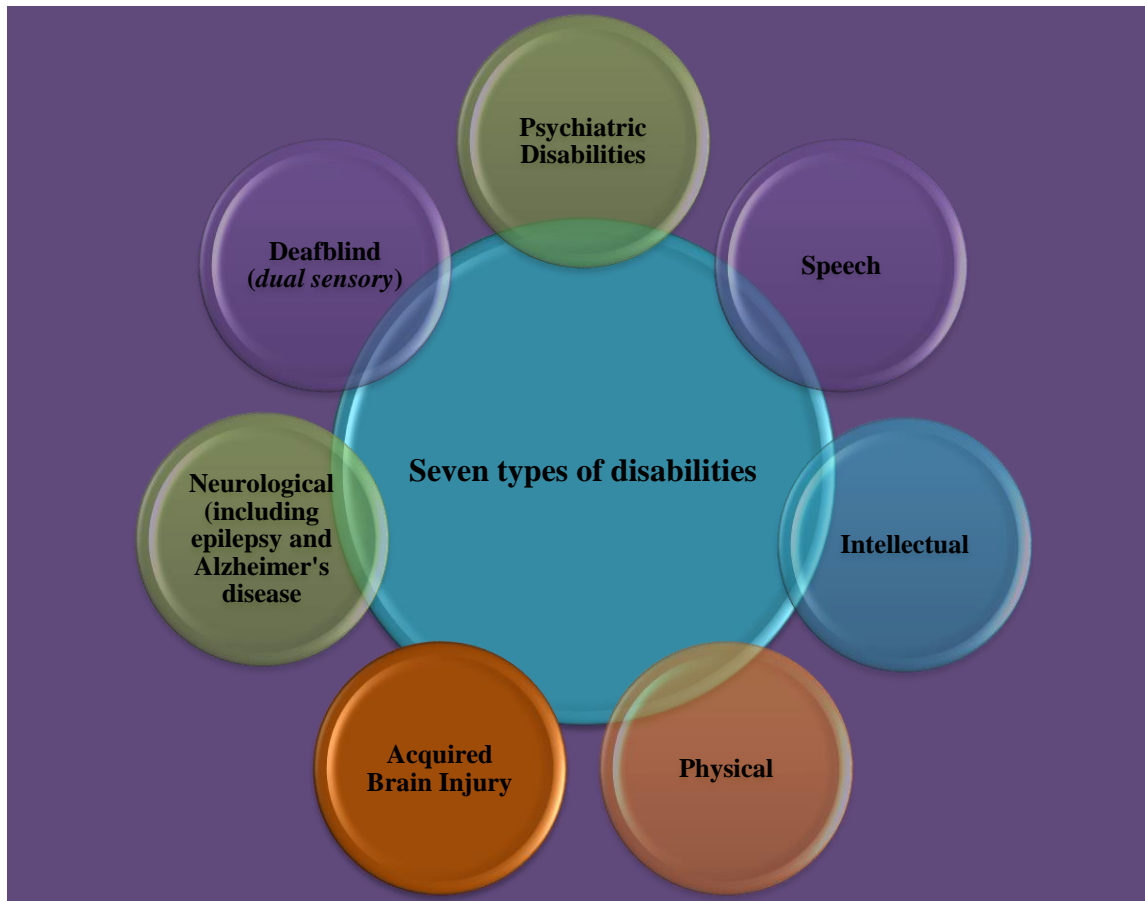 Psychiatric
Disabilities
Deafblind
(dual sensory)
Speech
Seven types of disabilities
Neurological
(including
epilepsy and
Alzheimer's
disease
Intellectual
Acquired
Brain Injury
Physical